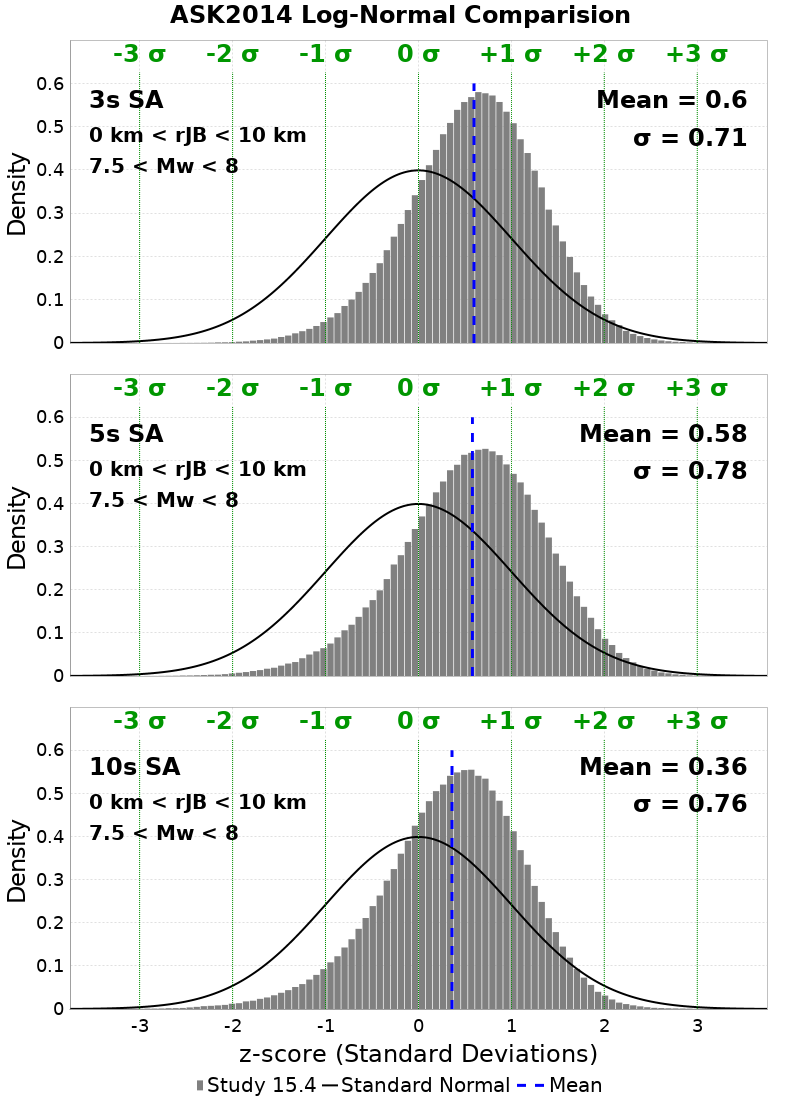 ASK2014 Log-Normal Comparision
-3 σ -2 σ -1 σ 0 σ +1 σ +2 σ +3 σ
3s SA
0 km < rJB < 10 km
7.5 < Mw < 8
Mean = 0.6
σ = 0.71
Density
0.6
0.5
0.4
0.3
0.2
0.1
0
-3 σ -2 σ -1 σ 0 σ +1 σ +2 σ +3 σ
5s SA
0 km < rJB < 10 km
7.5 < Mw < 8
Mean = 0.58
σ = 0.78
Density
0.6
0.5
0.4
0.3
0.2
0.1
0
-3 σ -2 σ -1 σ 0 σ +1 σ +2 σ +3 σ
10s SA
0 km < rJB < 10 km
7.5 < Mw < 8
Mean = 0.36
σ = 0.76
Density
0.6
0.5
0.4
0.3
0.2
0.1
0
-3 -2 -1 0 1 2 3
z-score (Standard Deviations)
Study 15.4 Standard Normal Mean